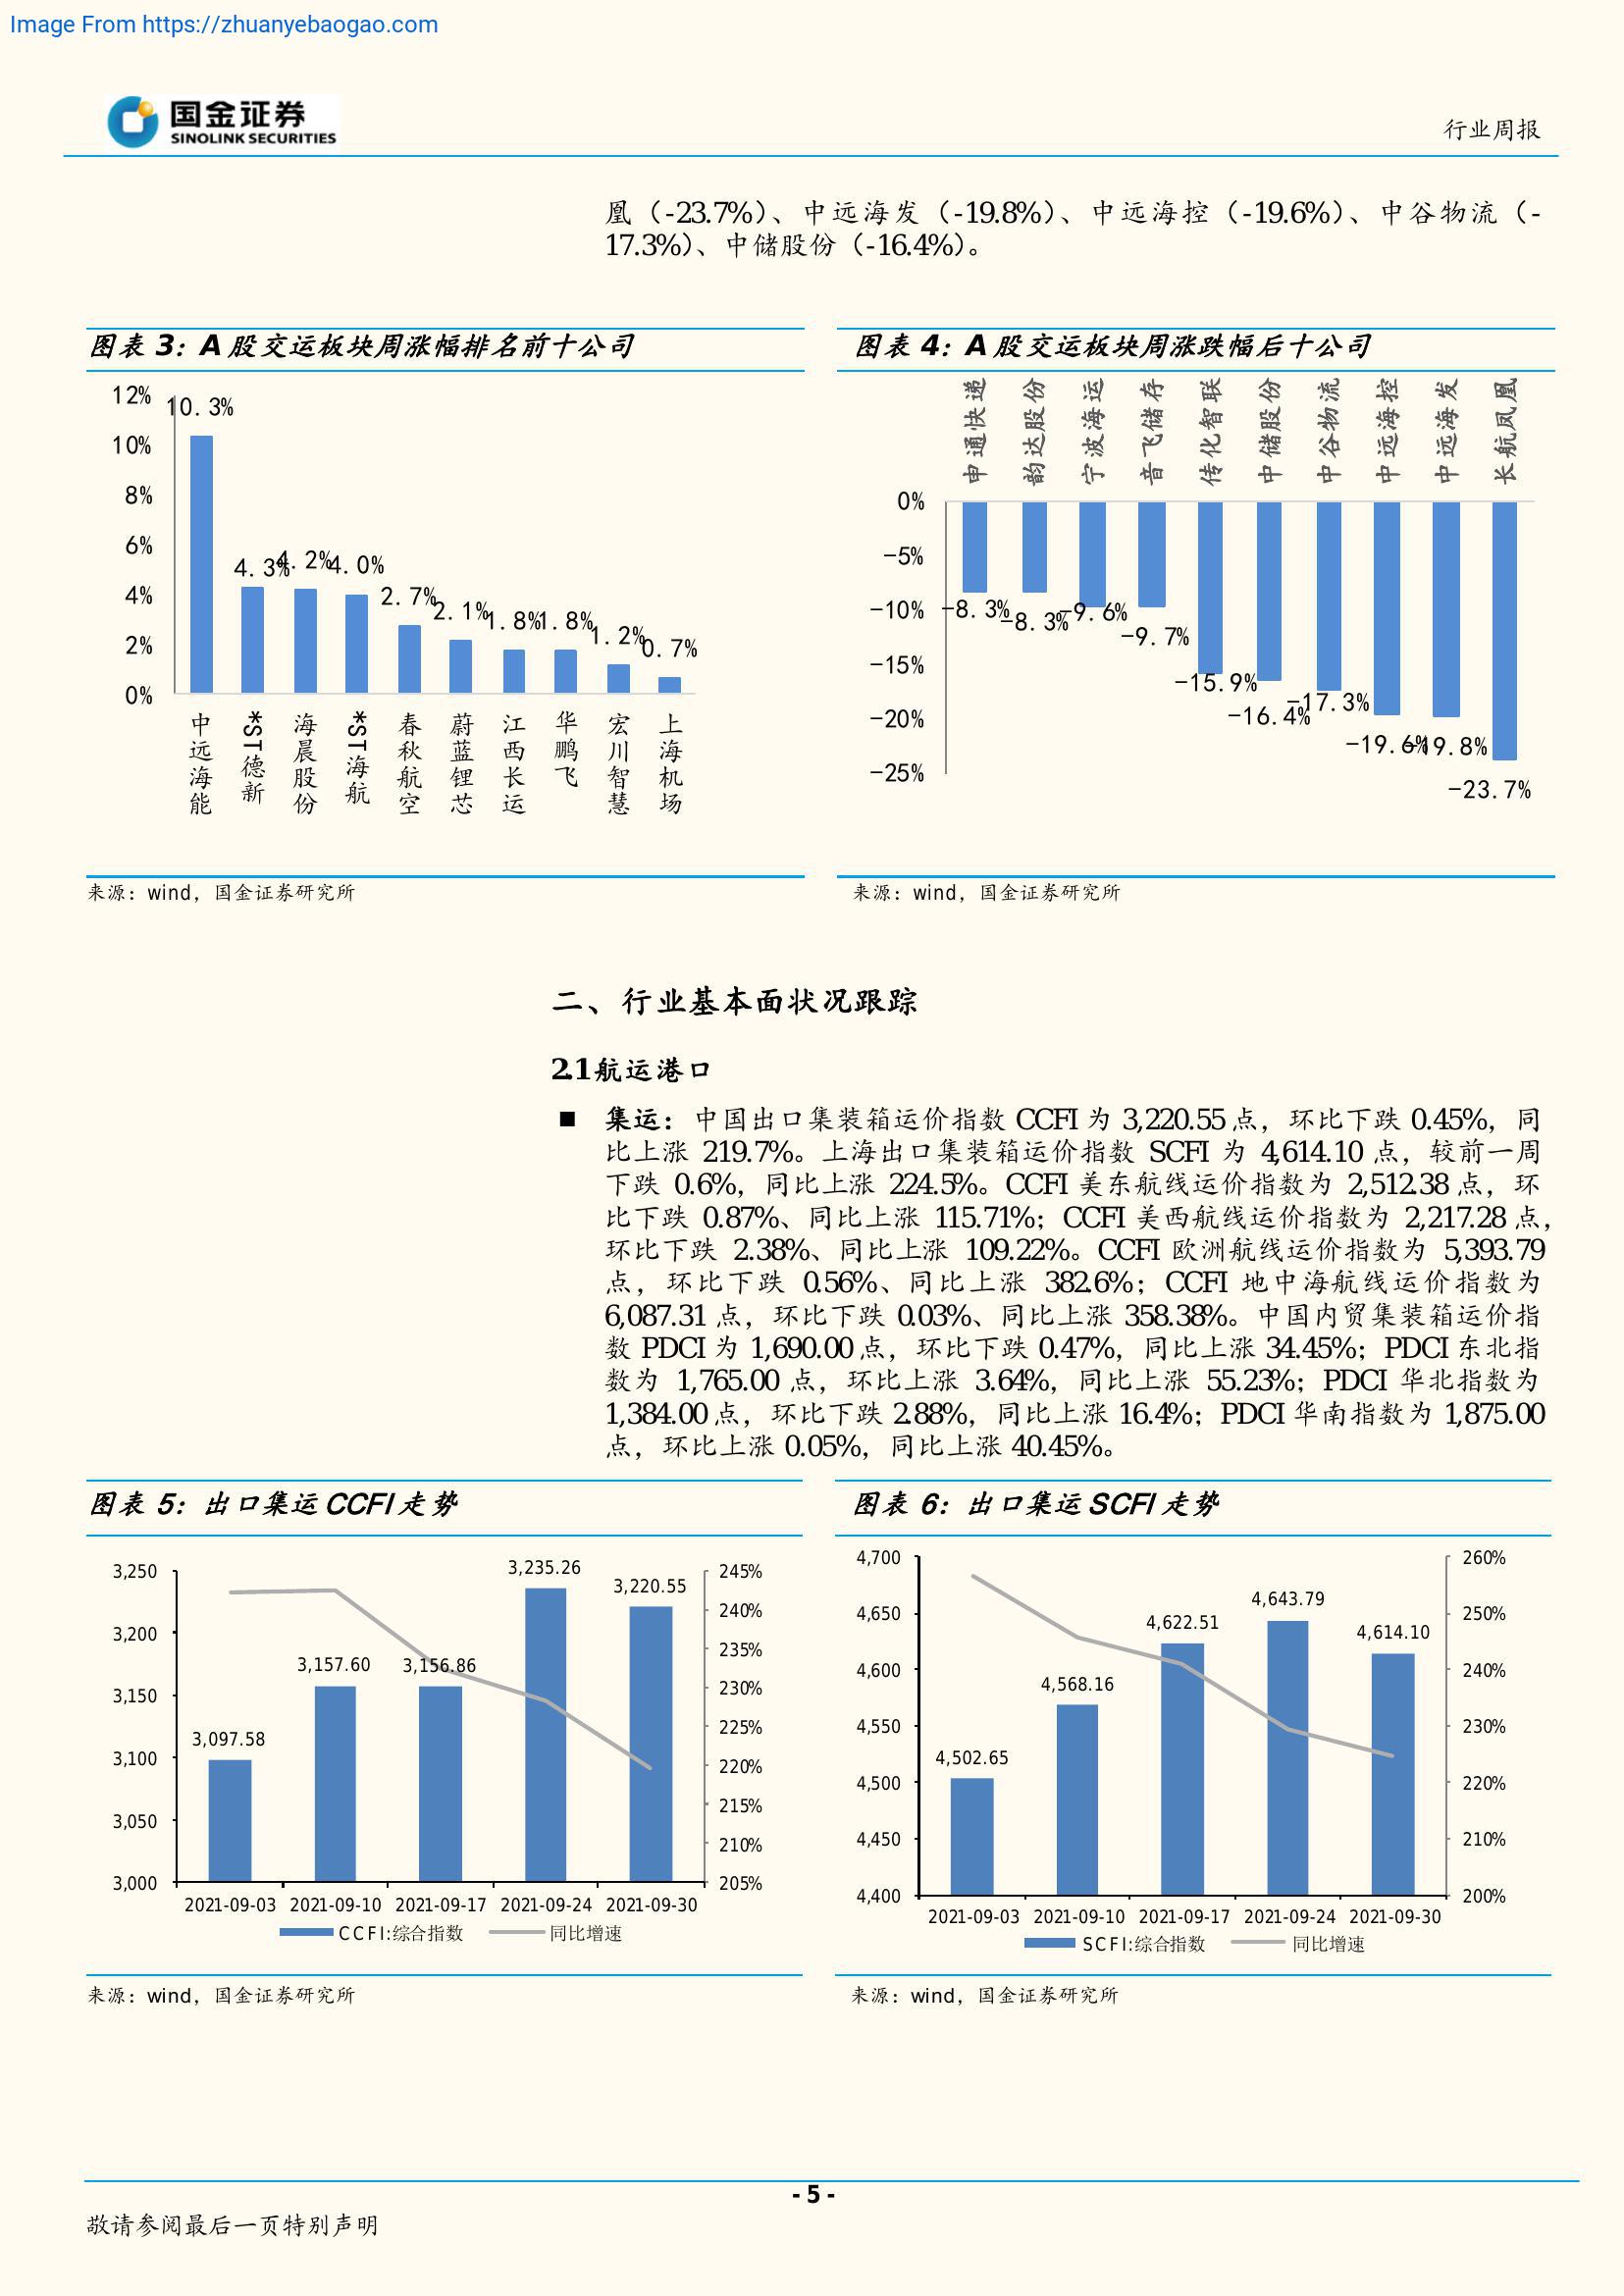 Image From https://zhuanyebaogao.com
国金证券
SINOLINK SECURITIES
行业周报
凰（-23.7%）、中远海发（-19.8%）、中远海控（-19.6%）、中谷物流（-
17.3%）、中储股份（-16.4%）。
图表 3：A 股交运板块周涨幅排名前十公司
12%
10%
8%
6%
4%
2%
0%
10.3%
4.3%
4.2%
4.0%
2.7%
2.1%
1.8%
1.8%
1.2%
0.7%
中远海能
*ST德新
海晨股份
*ST海航
春秋航空
蔚蓝锂芯
江西长运
华鹏飞
宏川智慧
上海机场
来源：wind，国金证券研究所
图表 4：A 股交运板块周涨跌幅后十公司
申通快递
韵达股份
宁波海运
音飞储存
传化智联
中储股份
中谷物流
中远海控
中远海发
长航凤凰
0%
-5%
-10%
-15%
-20%
-25%
-8.3%
-8.3%
-9.6%
-9.7%
-15.9%
-16.4%
-17.3%
-19.6%
-19.8%
-23.7%
来源：wind，国金证券研究所
二、行业基本面状况跟踪
2.1航运港口
■ 集运：中国出口集装箱运价指数 CCFI 为 3,220.55 点，环比下跌 0.45%，同
比上涨 219.7%。上海出口集装箱运价指数 SCFI 为 4,614.10 点，较前一周
下跌 0.6%，同比上涨 224.5%。CCFI 美东航线运价指数为 2,512.38 点，环
比下跌 0.87%、同比上涨 115.71%；CCFI 美西航线运价指数为 2,217.28 点，
环比下跌 2.38%、同比上涨 109.22%。CCFI 欧洲航线运价指数为 5,393.79
点，环比下跌 0.56%、同比上涨 382.6%；CCFI 地中海航线运价指数为
6,087.31 点，环比下跌 0.03%、同比上涨 358.38%。中国内贸集装箱运价指
数 PDCI 为 1,690.00 点，环比下跌 0.47%，同比上涨 34.45%；PDCI 东北指
数为 1,765.00 点，环比上涨 3.64%，同比上涨 55.23%；PDCI 华北指数为
1,384.00 点，环比下跌 2.88%，同比上涨 16.4%；PDCI 华南指数为 1,875.00
点，环比上涨 0.05%，同比上涨 40.45%。
图表 5：出口集运 CCFI 走势
3,250
3,200
3,150
3,100
3,050
3,000
3,097.58
3,157.60
3,156.86
3,235.26
3,220.55
245%
240%
235%
230%
225%
220%
215%
210%
205%
2021-09-03 2021-09-10 2021-09-17 2021-09-24 2021-09-30
CCFI:综合指数 同比增速
来源：wind，国金证券研究所
图表 6：出口集运 SCFI 走势
4,700
4,650
4,600
4,550
4,500
4,450
4,400
4,502.65
4,568.16
4,622.51
4,643.79
4,614.10
260%
250%
240%
230%
220%
210%
200%
2021-09-03 2021-09-10 2021-09-17 2021-09-24 2021-09-30
SCFI:综合指数 同比增速
来源：wind，国金证券研究所
- 5 -
敬请参阅最后一页特别声明